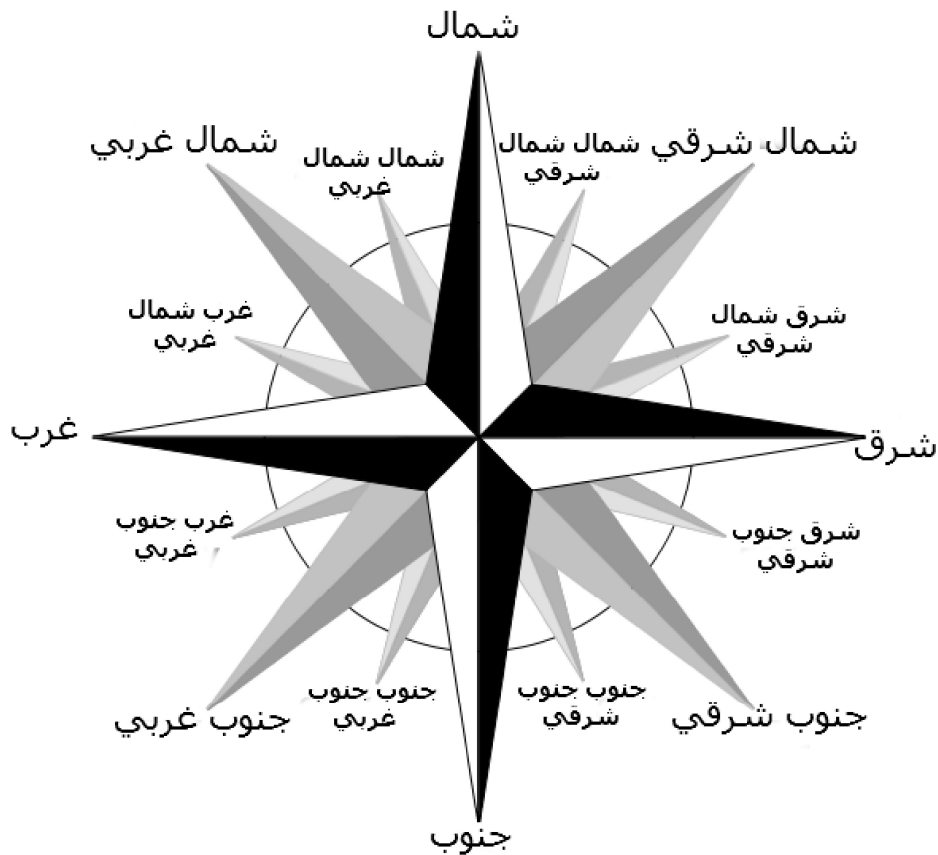 شمال
شمال شرقي
شمال شمال
شرقي
شمال شمال
غربي
شمال غربي
شرق شمال
شرقي
غرب شمال
غربي
شرق
غرب
شرق جنوب
شرقي
غرب جنوب
غربي
جنوب شرقي
جنوب جنوب
شرقي
جنوب جنوب
غربي
جنوب غربي
جنوب